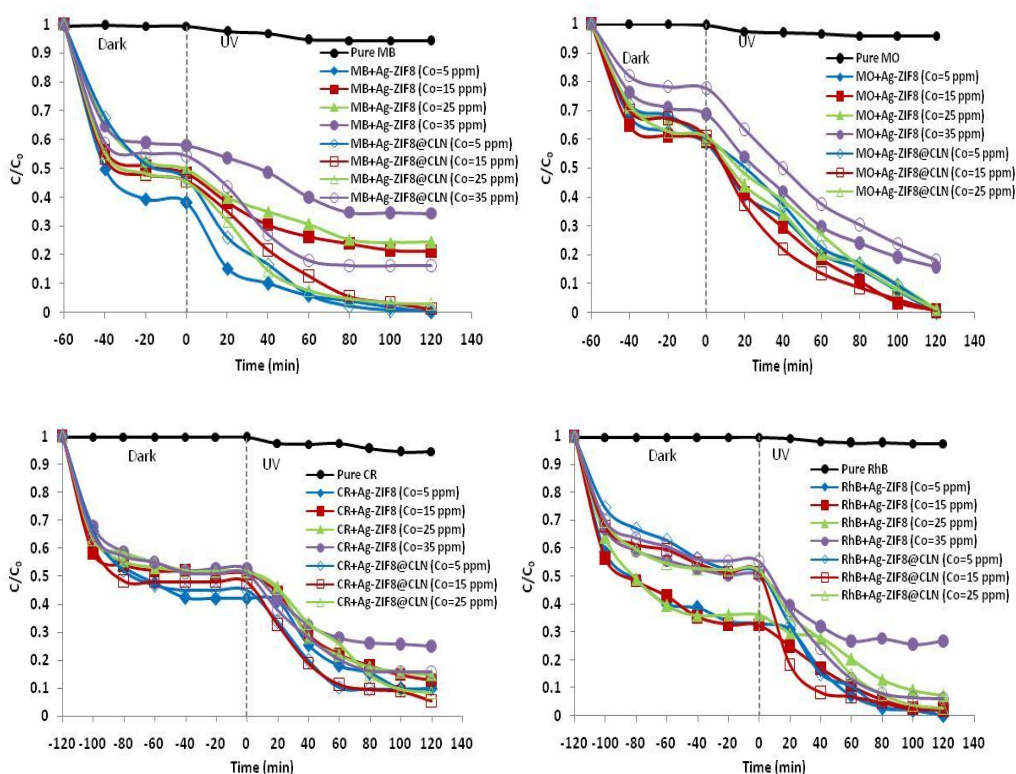 1
0.9
0.8
0.7
0.6
0.5
0.4
0.3
0.2
0.1
0
C/Co
Dark
UV
Pure MB
MB+Ag-ZIF8 (Co=5 ppm)
MB+Ag-ZIF8 (Co=15 ppm)
MB+Ag-ZIF8 (Co=25 ppm)
MB+Ag-ZIF8 (Co=35 ppm)
MB+Ag-ZIF8@CLN (Co=5 ppm)
MB+Ag-ZIF8@CLN (Co=15 ppm)
MB+Ag-ZIF8@CLN (Co=25 ppm)
MB+Ag-ZIF8@CLN (Co=35 ppm)
-60 -40 -20 0 20 40 60 80 100 120 140
Time (min)
1
0.9
0.8
0.7
0.6
0.5
0.4
0.3
0.2
0.1
0
C/Co
Dark
UV
Pure MO
MO+Ag-ZIF8 (Co=5 ppm)
MO+Ag-ZIF8 (Co=15 ppm)
MO+Ag-ZIF8 (Co=25 ppm)
MO+Ag-ZIF8 (Co=35 ppm)
MO+Ag-ZIF8@CLN (Co=5 ppm)
MO+Ag-ZIF8@CLN (Co=15 ppm)
MO+Ag-ZIF8@CLN (Co=25 ppm)
-60 -40 -20 0 20 40 60 80 100 120 140
Time (min)
1
0.9
0.8
0.7
0.6
0.5
0.4
0.3
0.2
0.1
0
C/Co
Dark
UV
Pure CR
CR+Ag-ZIF8 (Co=5 ppm)
CR+Ag-ZIF8 (Co=15 ppm)
CR+Ag-ZIF8 (Co=25 ppm)
CR+Ag-ZIF8 (Co=35 ppm)
CR+Ag-ZIF8@CLN (Co=5 ppm)
CR+Ag-ZIF8@CLN (Co=15 ppm)
CR+Ag-ZIF8@CLN (Co=25 ppm)
-120 -100 -80 -60 -40 -20 0 20 40 60 80 100 120 140
Time (min)
1
0.9
0.8
0.7
0.6
0.5
0.4
0.3
0.2
0.1
0
C/Co
Dark
UV
Pure RhB
RhB+Ag-ZIF8 (Co=5 ppm)
RhB+Ag-ZIF8 (Co=15 ppm)
RhB+Ag-ZIF8 (Co=25 ppm)
RhB+Ag-ZIF8 (Co=35 ppm)
RhB+Ag-ZIF8@CLN (Co=5 ppm)
RhB+Ag-ZIF8@CLN (Co=15 ppm)
RhB+Ag-ZIF8@CLN (Co=25 ppm)
-120 -100 -80 -60 -40 -20 0 20 40 60 80 100 120 140
Time (min)